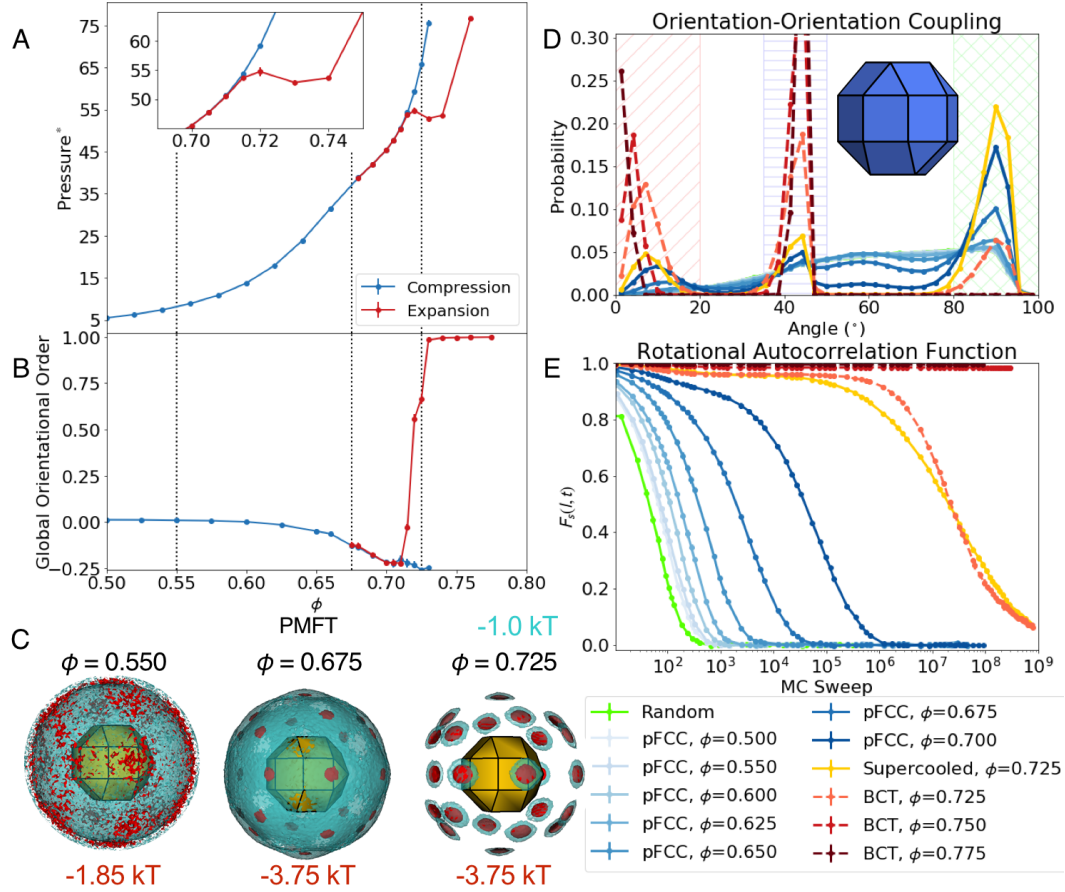 A
Pressure*
75
65
55
45
35
25
15
5
60
55
50
0.70
0.72
0.74
Compression
Expansion
B
Global Orientational Order
1.00
0.75
0.50
0.25
0.00
−0.25
0.50
0.55
0.60
0.65
0.70
0.75
0.80
ϕ
C
PMFT
-1.0 kT
ϕ = 0.550
ϕ = 0.675
ϕ = 0.725
-1.85 kT
-3.75 kT
-3.75 kT
D
Orientation-Orientation Coupling
Probability
0.30
0.25
0.20
0.15
0.10
0.05
0.00
0
20
40
60
80
100
Angle (°)
E
Rotational Autocorrelation Function
F_s(l, t)
1.0
0.8
0.6
0.4
0.2
0.0
10²
10³
10⁴
10⁵
10⁶
10⁷
10⁸
10⁹
MC Sweep
Random
pFCC, ϕ=0.500
pFCC, ϕ=0.550
pFCC, ϕ=0.600
pFCC, ϕ=0.625
pFCC, ϕ=0.650
pFCC, ϕ=0.675
pFCC, ϕ=0.700
Supercooled, ϕ=0.725
BCT, ϕ=0.725
BCT, ϕ=0.750
BCT, ϕ=0.775